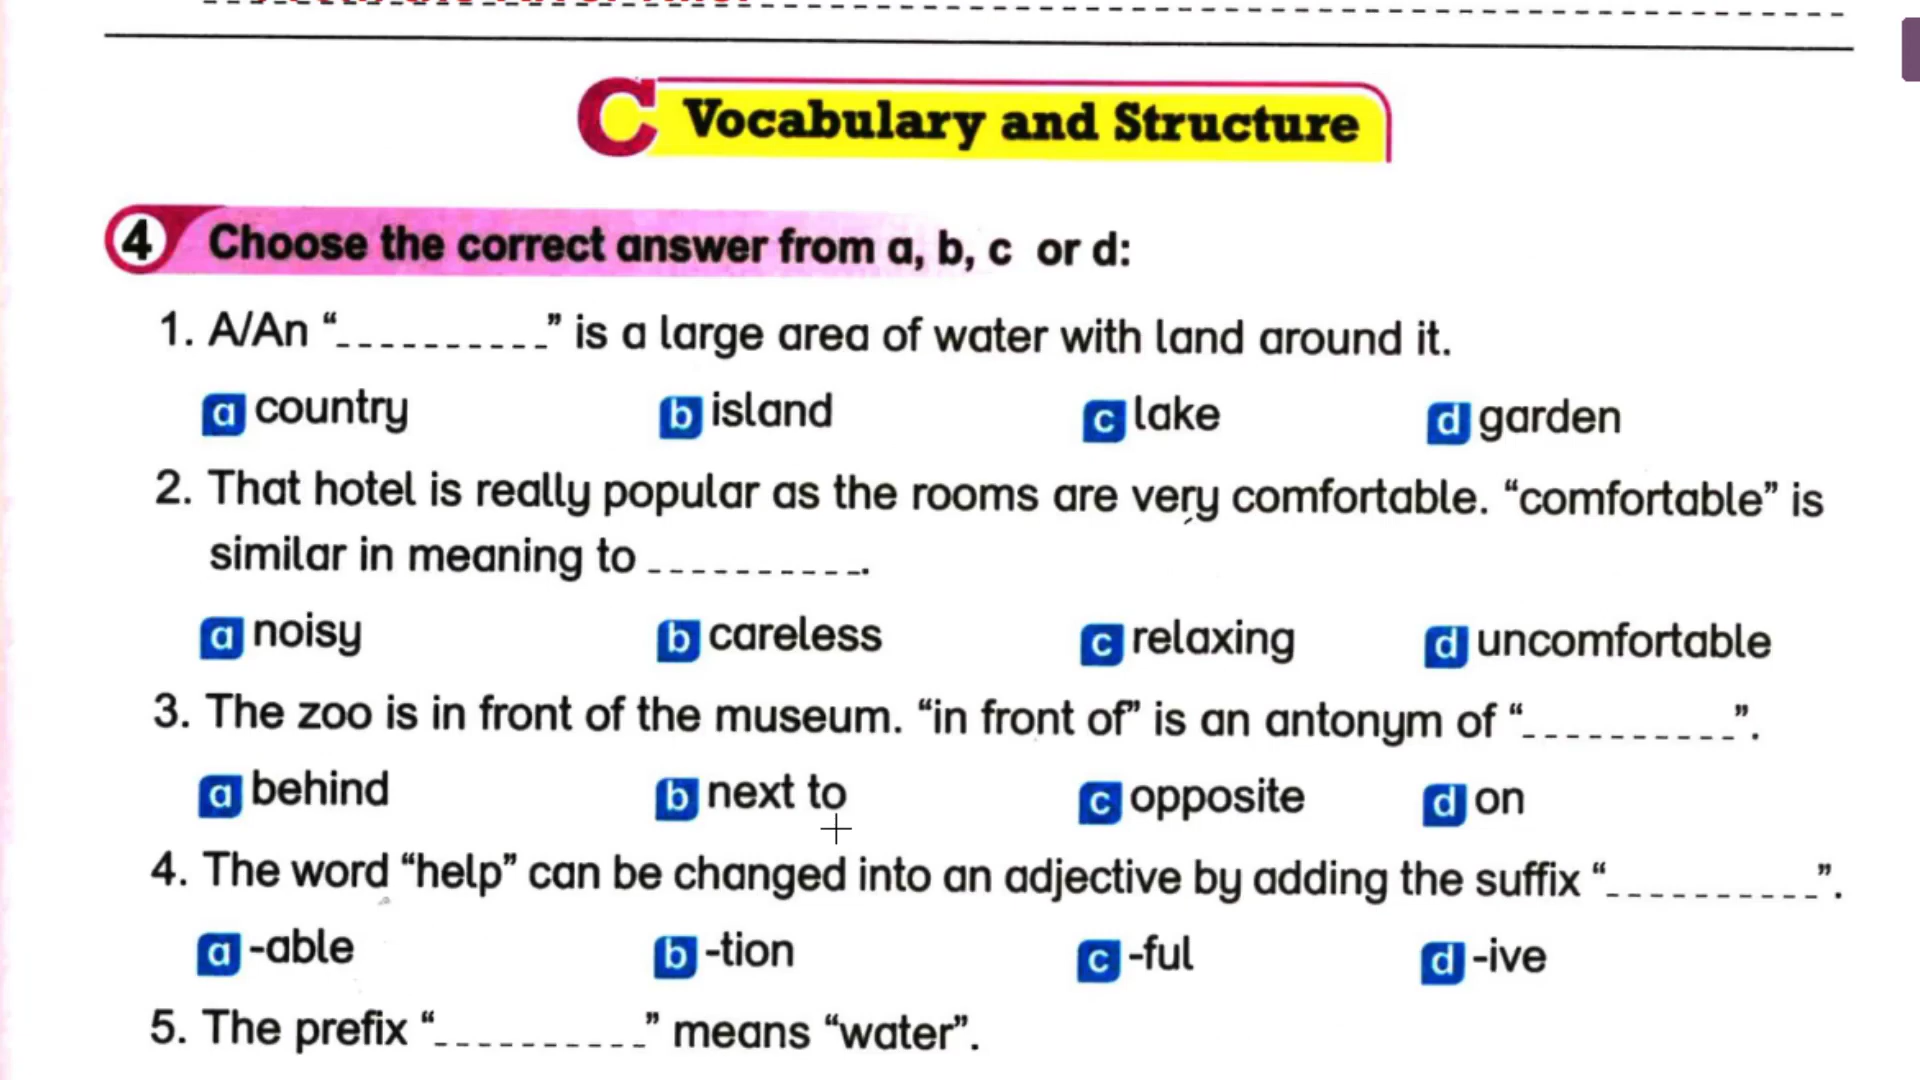 C Vocabulary and Structure
4 Choose the correct answer from a, b, c or d:
1. A/An “__________” is a large area of water with land around it.
a country b island c lake d garden
2. That hotel is really popular as the rooms are very comfortable. “comfortable” is
similar in meaning to __________.
a noisy b careless c relaxing d uncomfortable
3. The zoo is in front of the museum. “in front of” is an antonym of “__________”.
a behind b next to c opposite d on
4. The word “help” can be changed into an adjective by adding the suffix “__________”.
a -able b -tion c -ful d -ive
5. The prefix “__________” means “water”.